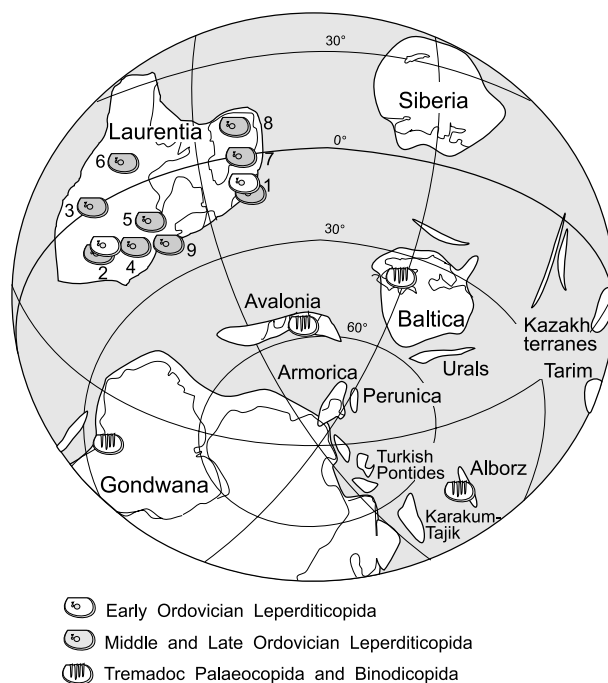 30°
Siberia
Laurentia
8
0°
7
6
1
3
5
30°
2
4
9
Avalonia
60°
Baltica
Kazakh
terranes
Urals
Tarim
Armorica
Perunica
Turkish
Pontides
Alborz
Gondwana
Karakum-
Tajik
Early Ordovician Leperditicopida
Middle and Late Ordovician Leperditicopida
Tremadoc Palaeocopida and Binodicopida